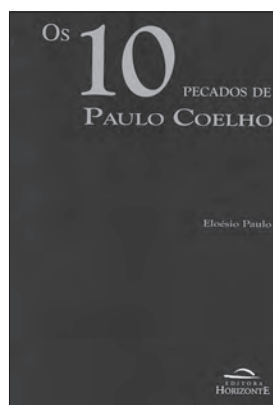 Os 10 PECADOS DE
PAULO COELHO
Eloésio Paulo
EDITORA
HORIZONTE